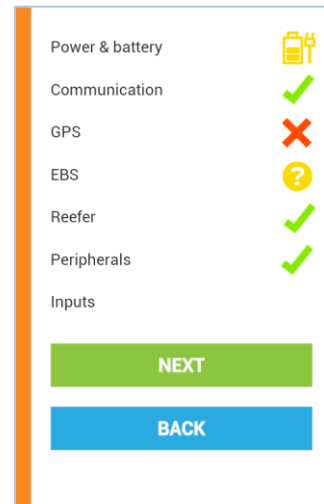 Power & battery
Communication
GPS
EBS
?
Reefer
Peripherals
Inputs
NEXT
BACK